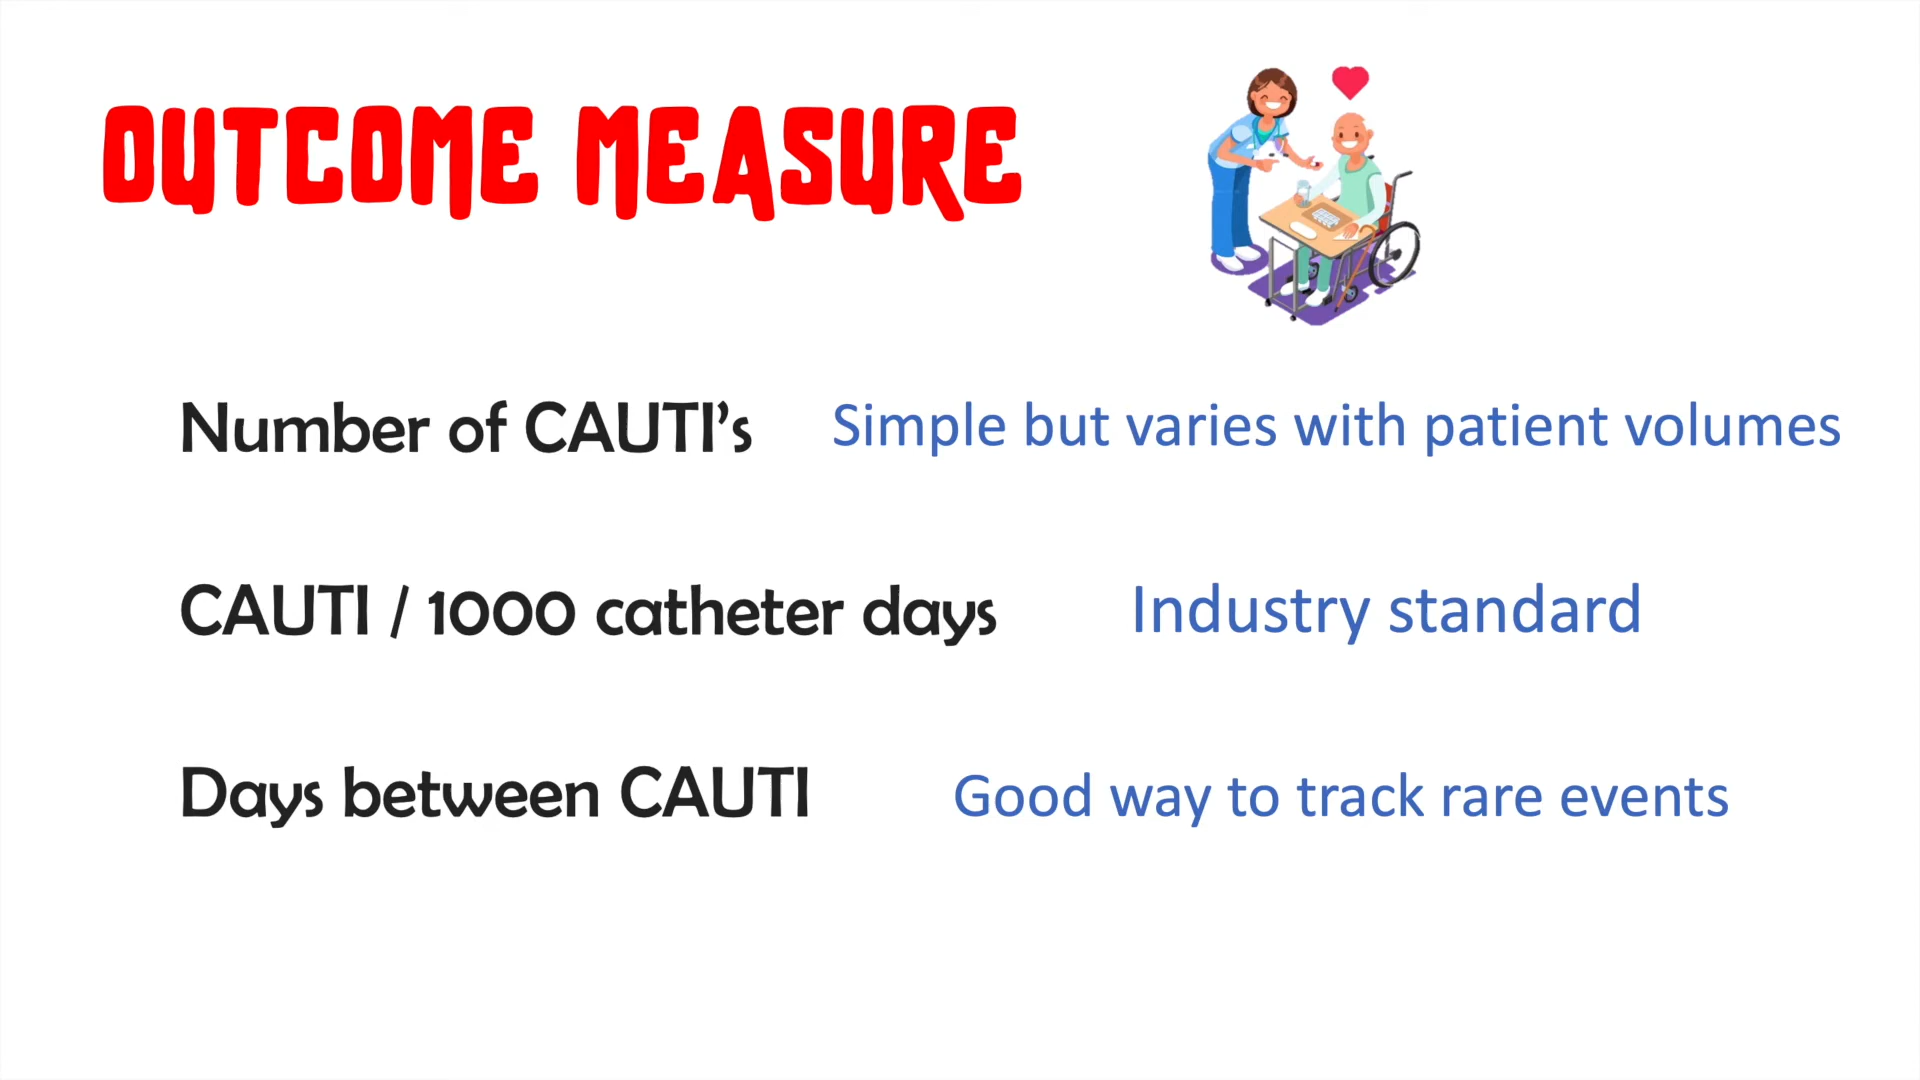 OUTCOME MEASURE
Number of CAUTI's Simple but varies with patient volumes
CAUTI / 1000 catheter days Industry standard
Days between CAUTI Good way to track rare events